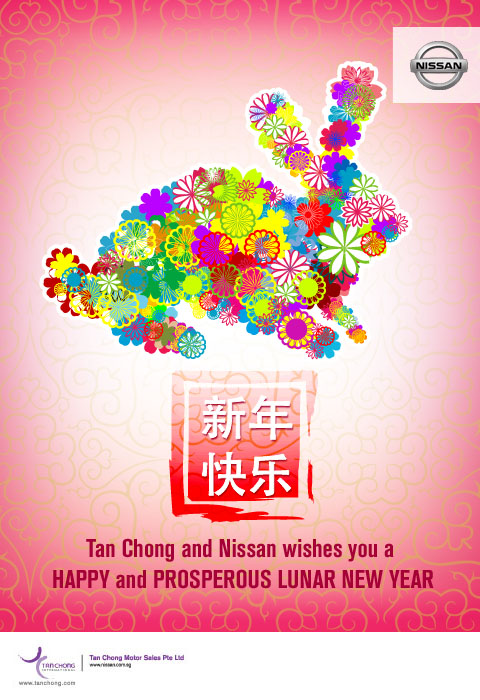 NISSAN
新年
快乐
Tan Chong and Nissan wishes you a
HAPPY and PROSPEROUS LUNAR NEW YEAR
TAN CHONG
INTERNATIONAL
Tan Chong Motor Sales Pte Ltd
www.nissan.com.sg
www.tanchong.com